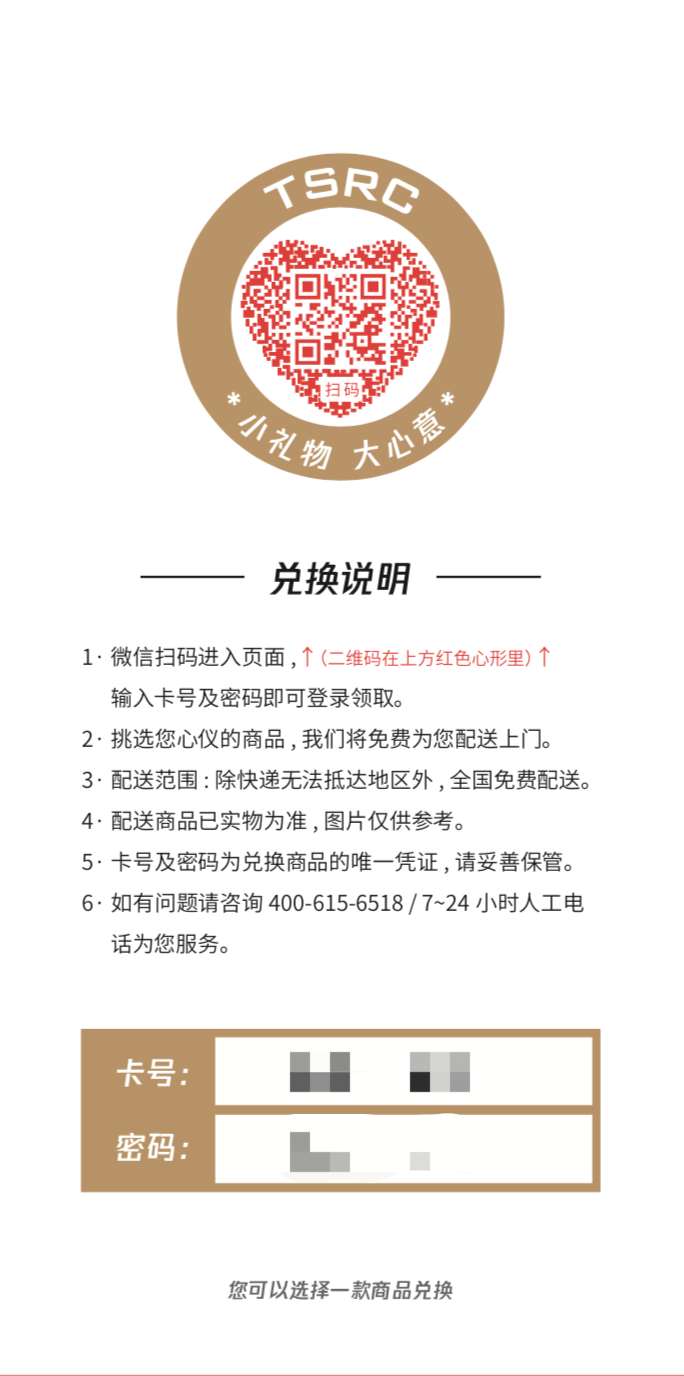 TSRC
扫码
*小礼物 大心意*
兑换说明
1· 微信扫码进入页面 , ↑ (二维码在上方红色心形里) ↑
输入卡号及密码即可登录领取。
2· 挑选您心仪的商品 , 我们将免费为您配送上门。
3· 配送范围 : 除快递无法抵达地区外 , 全国免费配送。
4· 配送商品已实物为准 , 图片仅供参考。
5· 卡号及密码为兑换商品的唯一凭证 , 请妥善保管。
6· 如有问题请咨询 400-615-6518 / 7~24 小时人工电
话为您服务。
卡号:
密码:
您可以选择一款商品兑换